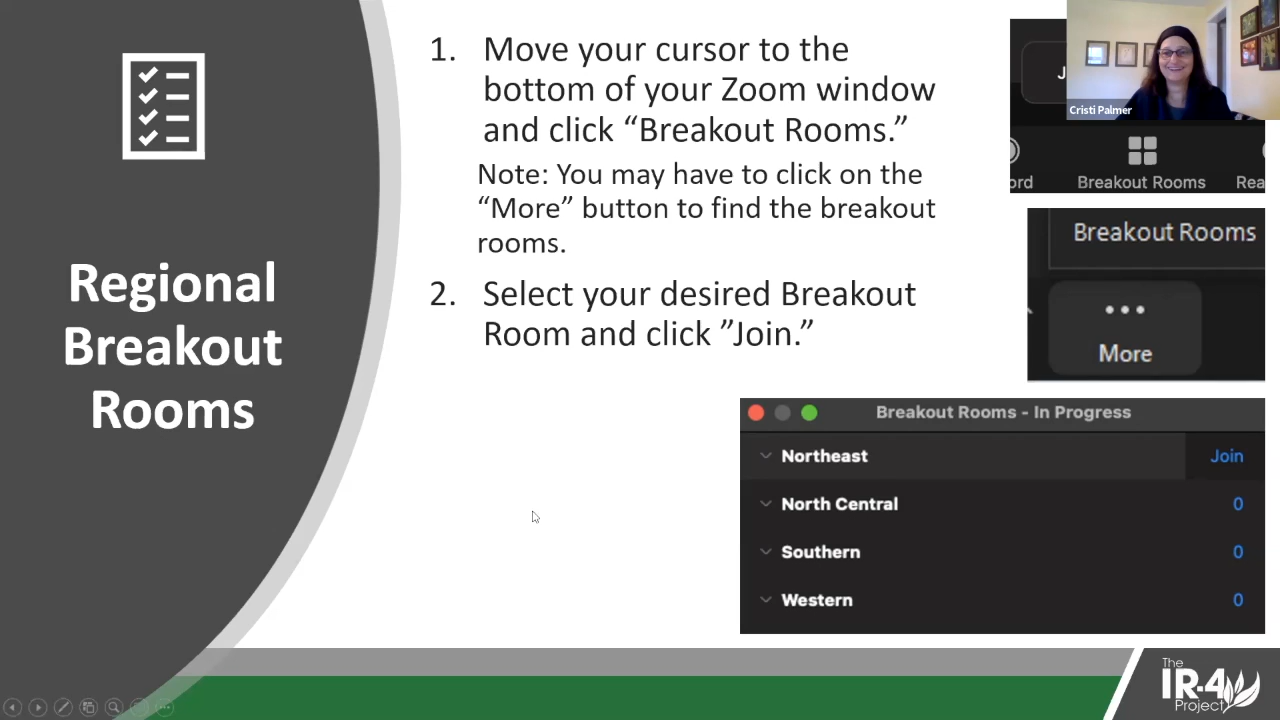 Regional
Breakout
Rooms
1. Move your cursor to the
bottom of your Zoom window
and click “Breakout Rooms.”
Note: You may have to click on the
“More” button to find the breakout
rooms.
2. Select your desired Breakout
Room and click ”Join.”
J
Cristi Palmer
ord
Breakout Rooms
Rea
Breakout Rooms
More
Breakout Rooms - In Progress
Northeast Join
North Central 0
Southern 0
Western 0
The
IR-4
Project